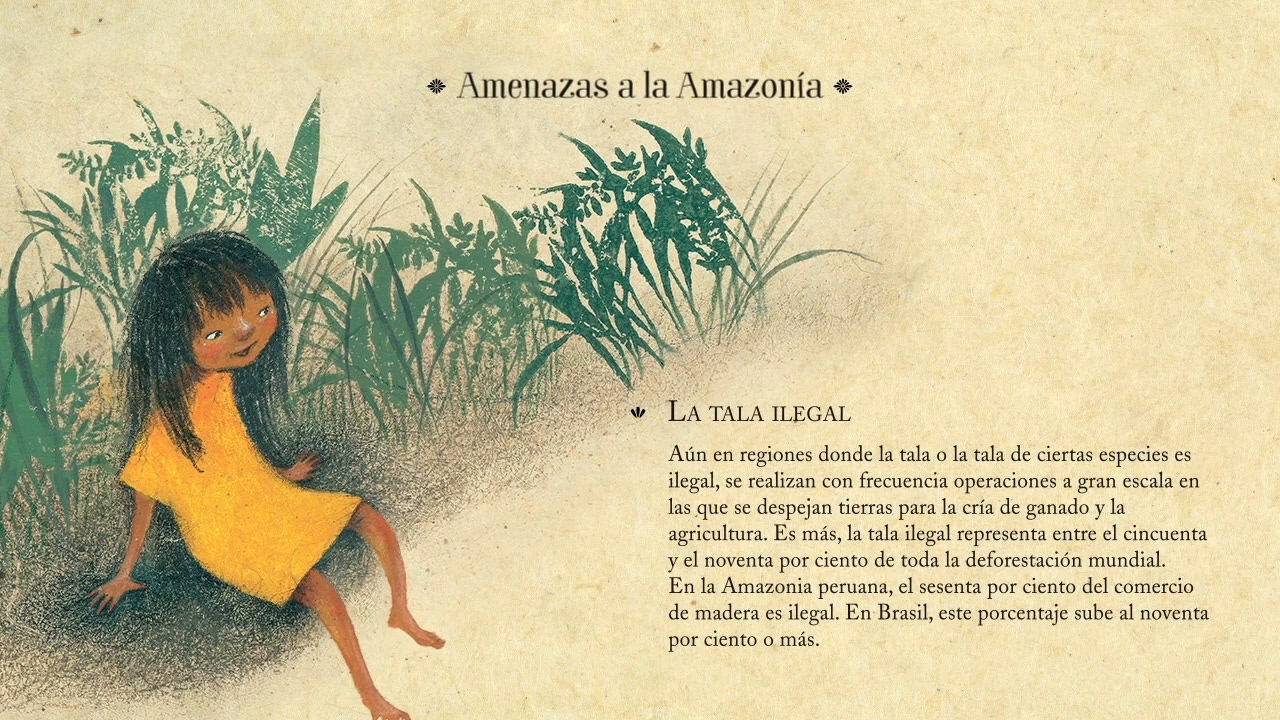 Amenazas a la Amazonía
La tala ilegal
Aún en regiones donde la tala o la tala de ciertas especies es
ilegal, se realizan con frecuencia operaciones a gran escala en
las que se despejan tierras para la cría de ganado y la
agricultura. Es más, la tala ilegal representa entre el cincuenta
y el noventa por ciento de toda la deforestación mundial.
En la Amazonia peruana, el sesenta por ciento del comercio
de madera es ilegal. En Brasil, este porcentaje sube al noventa
por ciento o más.